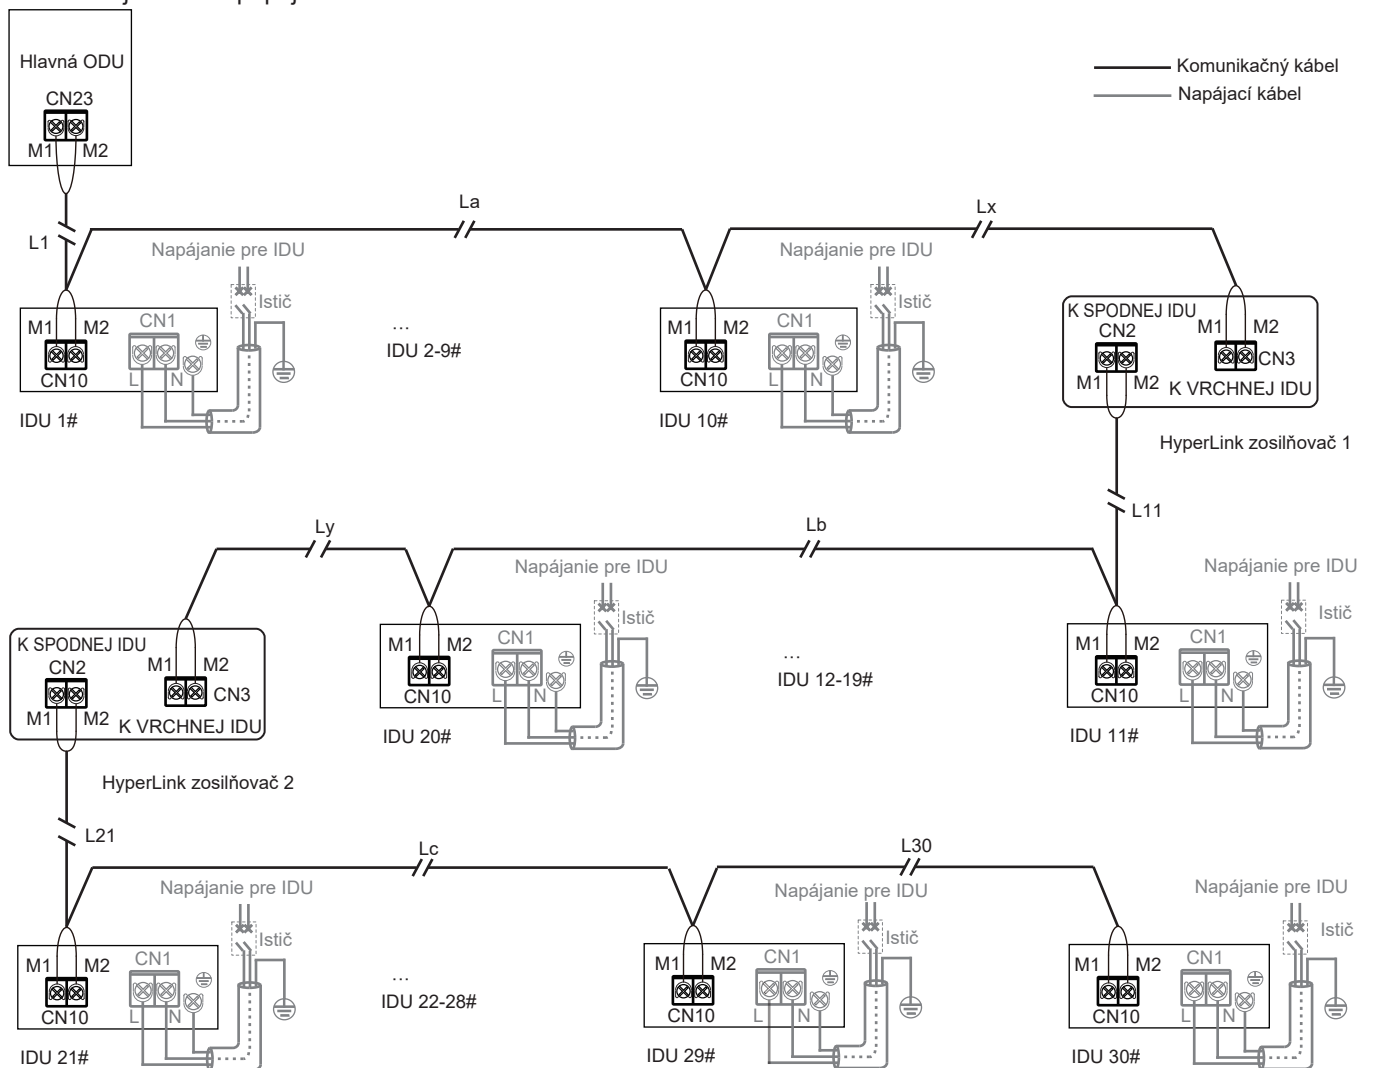 Hlavná ODU
CN23
M1 M2
Komunikačný kábel
Napájací kábel
L1
La
Lx
Napájanie pre IDU
Istič
M1 M2
CN1
CN10
L N
IDU 1#
...
IDU 2-9#
Napájanie pre IDU
Istič
M1 M2
CN1
CN10
L N
IDU 10#
K SPODNEJ IDU
CN2
M1 M2
M1 M2
CN3
K VRCHNEJ IDU
HyperLink zosilňovač 1
L11
Ly
Lb
K SPODNEJ IDU
CN2
M1 M2
M1 M2
CN3
K VRCHNEJ IDU
HyperLink zosilňovač 2
Napájanie pre IDU
Istič
M1 M2
CN1
CN10
L N
IDU 20#
...
IDU 12-19#
Napájanie pre IDU
Istič
M1 M2
CN1
CN10
L N
IDU 11#
L21
Lc
L30
Napájanie pre IDU
Istič
M1 M2
CN1
CN10
L N
IDU 21#
...
IDU 22-28#
Napájanie pre IDU
Istič
M1 M2
CN1
CN10
L N
IDU 29#
Napájanie pre IDU
Istič
M1 M2
CN1
CN10
L N
IDU 30#